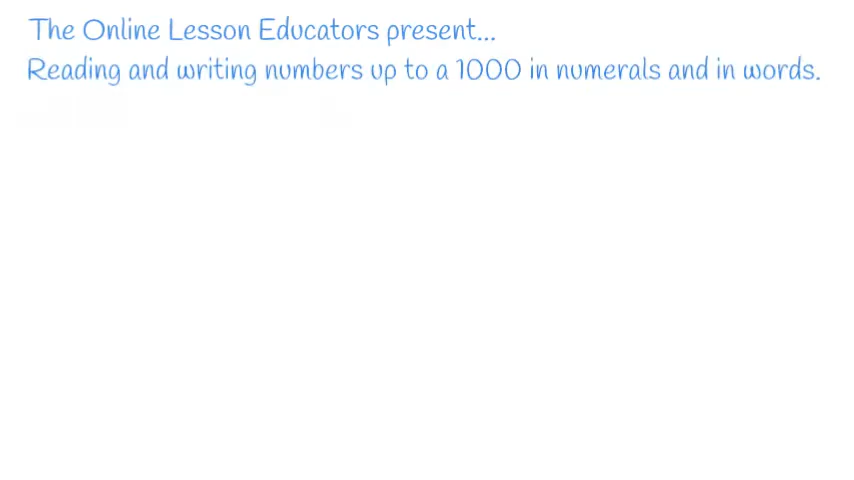 The Online Lesson Educators present...
Reading and writing numbers up to a 1000 in numerals and in words.